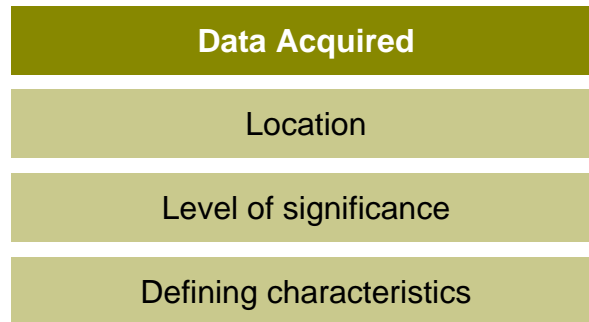 Data Acquired
Location
Level of significance
Defining characteristics